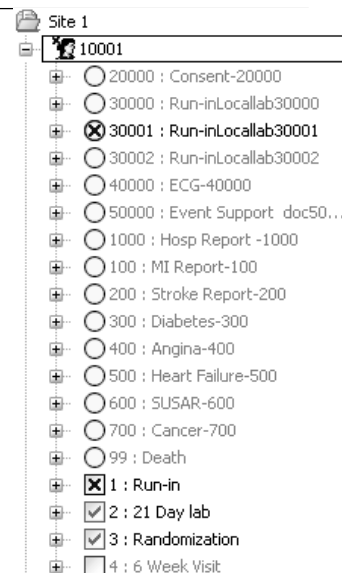 Site 1
10001
20000 : Consent-20000
30000 : Run-inLocallab30000
30001 : Run-inLocallab30001
30002 : Run-inLocallab30002
40000 : ECG-40000
50000 : Event Support doc50...
1000 : Hosp Report -1000
100 : MI Report-100
200 : Stroke Report-200
300 : Diabetes-300
400 : Angina-400
500 : Heart Failure-500
600 : SUSAR-600
700 : Cancer-700
99 : Death
1 : Run-in
2 : 21 Day lab
3 : Randomization
4 : 6 Week Visit